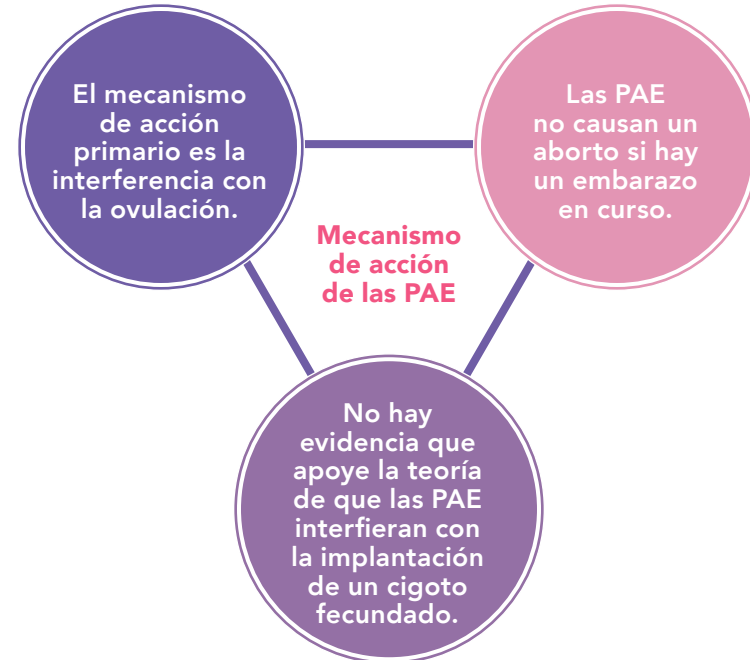 El mecanismo
de acción
primario es la
interferencia con
la ovulación.
Las PAE
no causan un
aborto si hay
un embarazo
en curso.
Mecanismo
de acción
de las PAE
No hay
evidencia que
apoye la teoría
de que las PAE
interfieran con
la implantación
de un cigoto
fecundado.